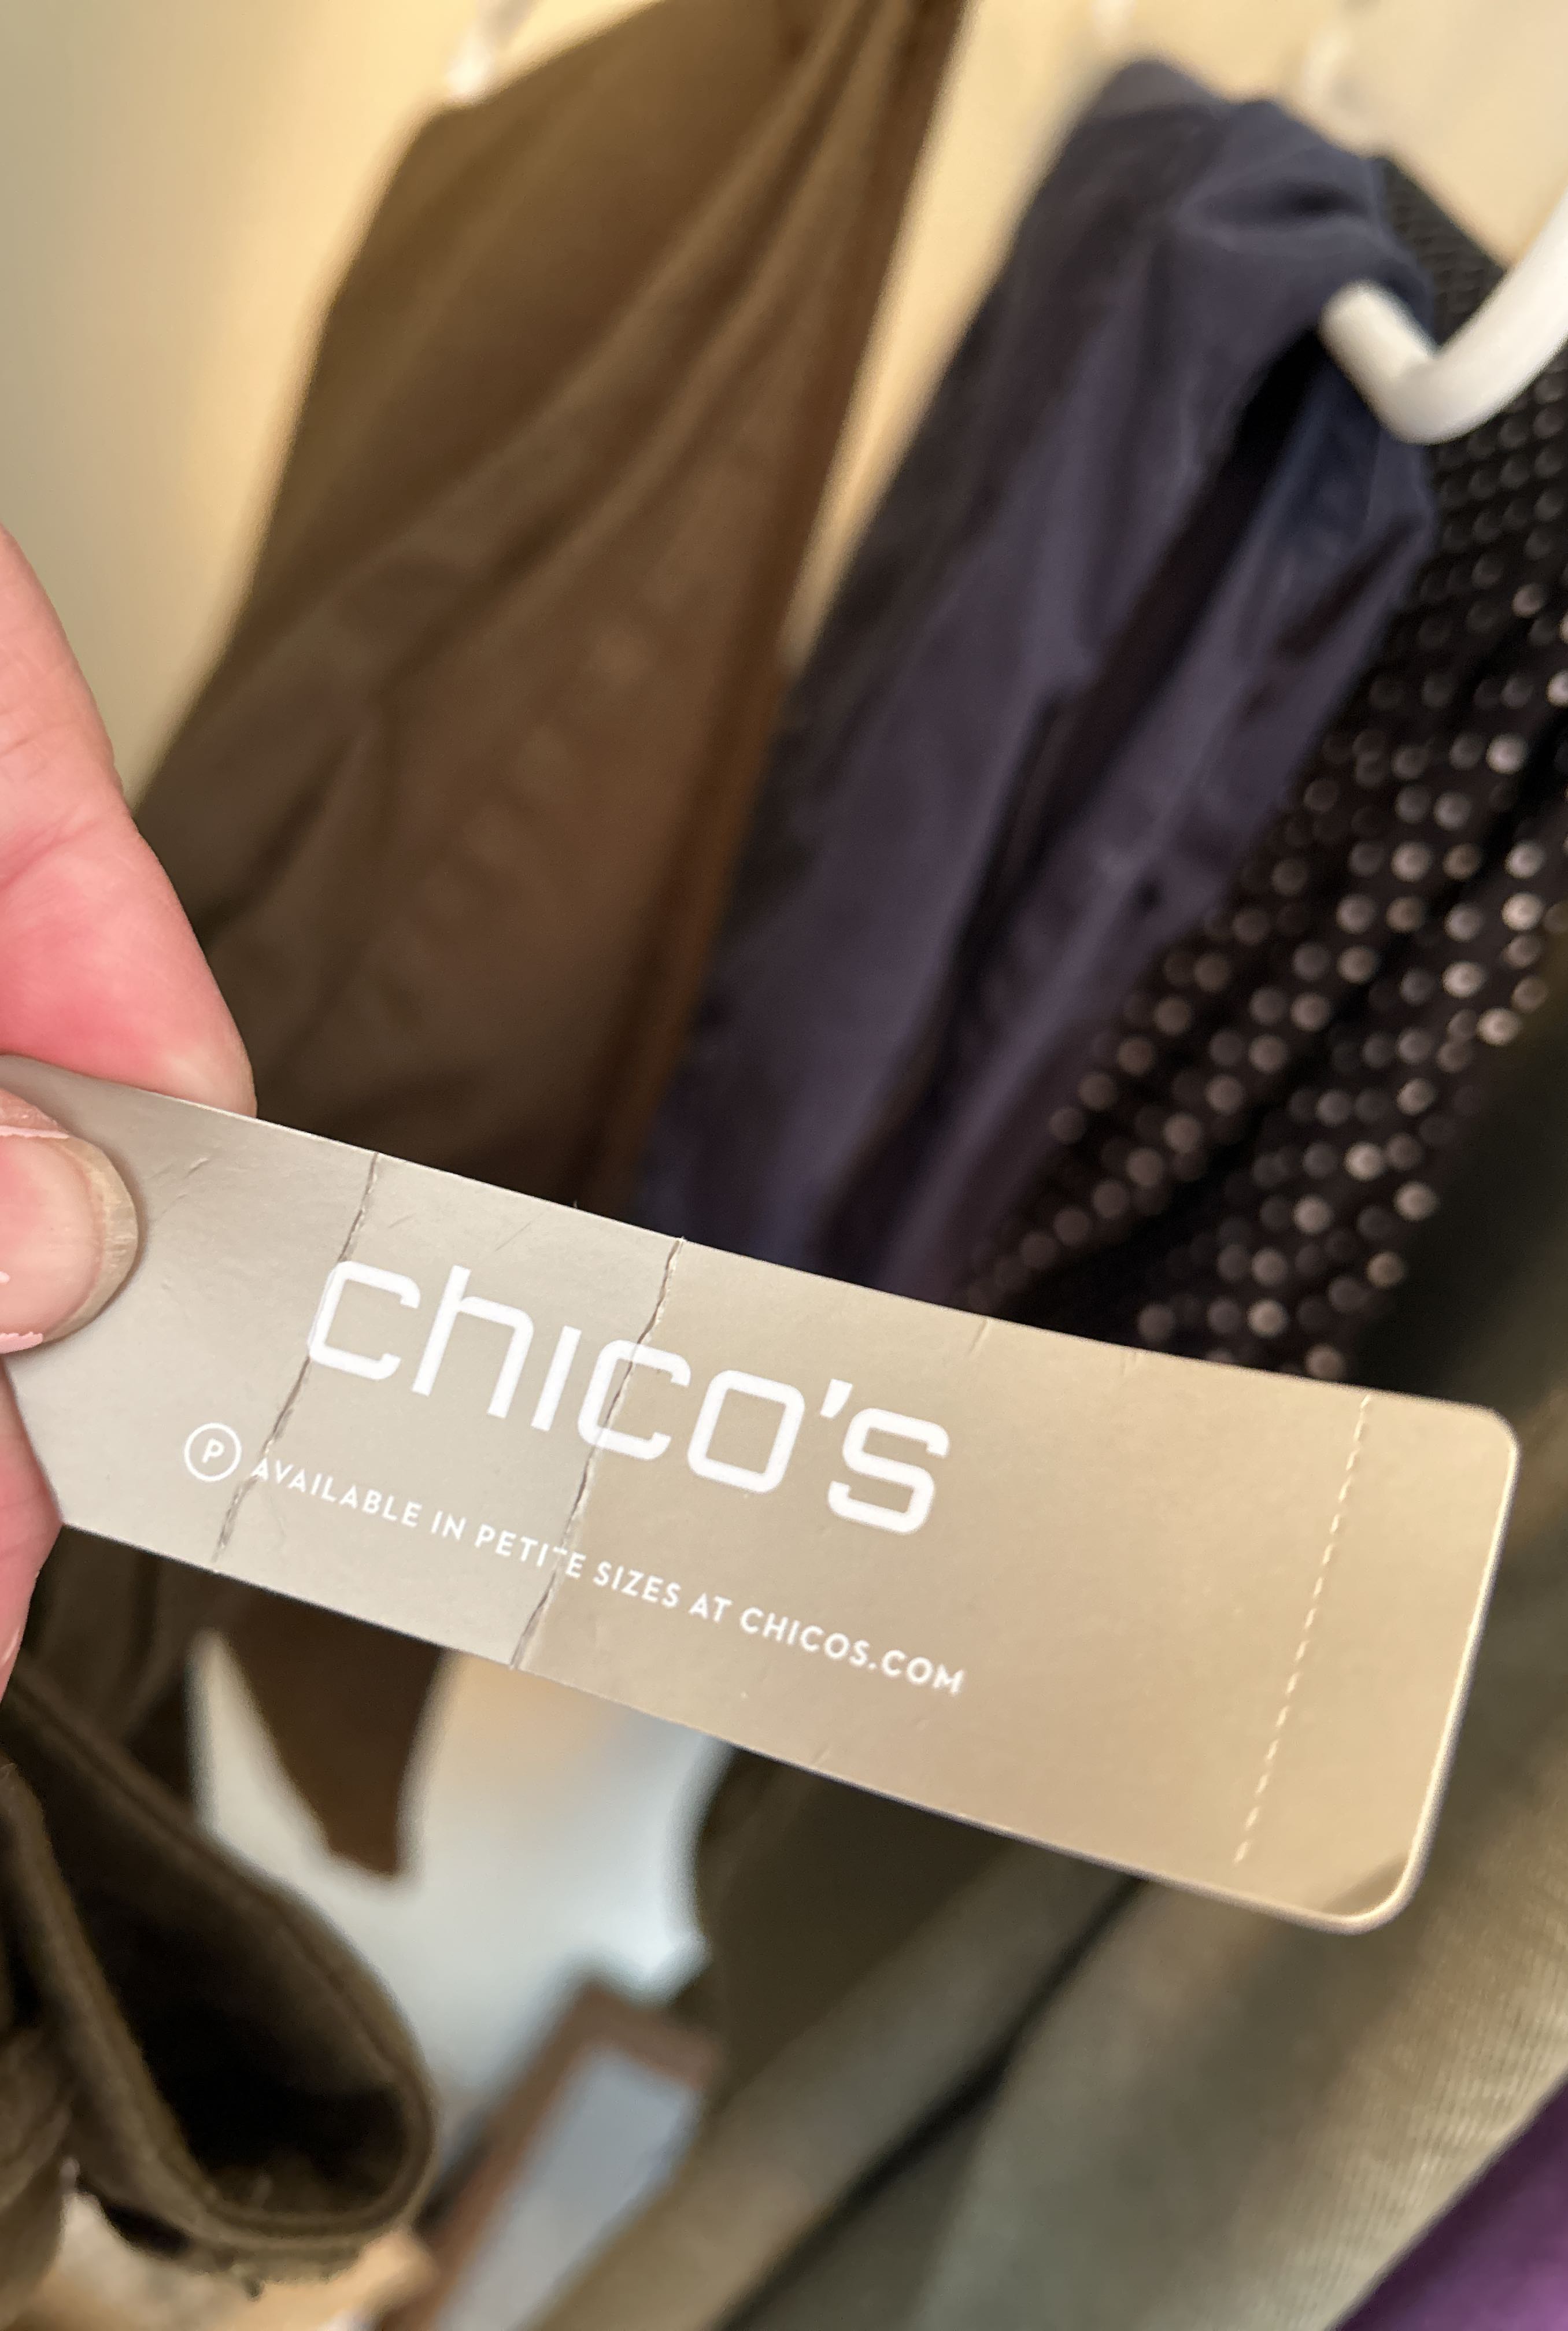 chico's
P AVAILABLE IN PETITE SIZES AT CHICOS.COM